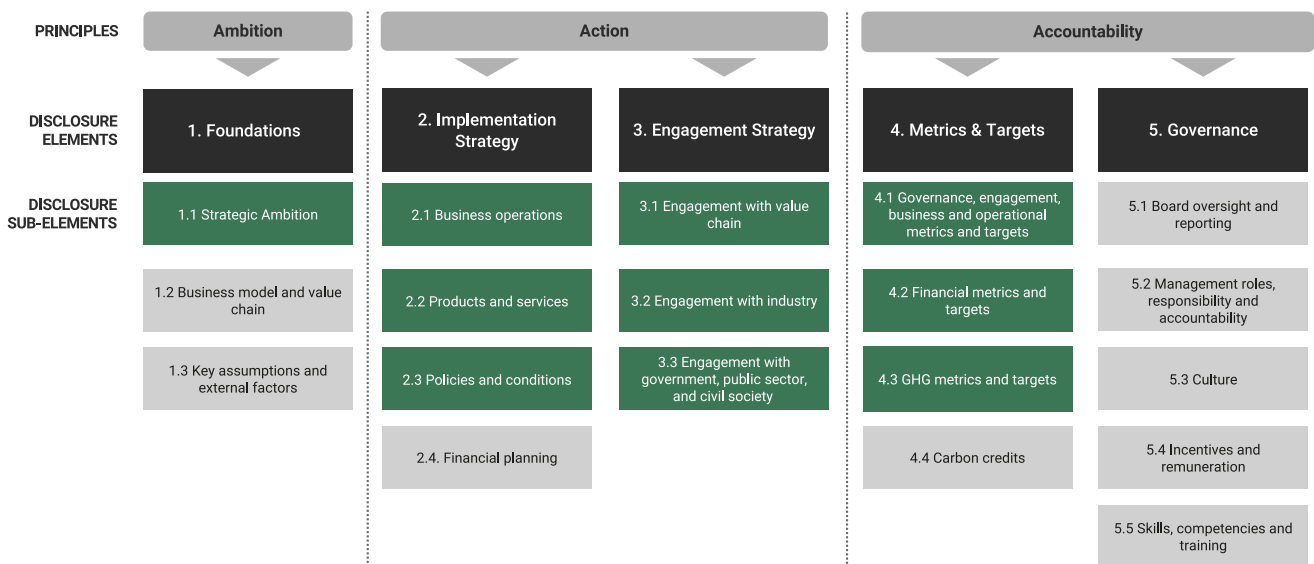 PRINCIPLES
Ambition
Action
Accountability
DISCLOSURE
ELEMENTS
1. Foundations
2. Implementation
Strategy
3. Engagement Strategy
4. Metrics & Targets
5. Governance
DISCLOSURE
SUB-ELEMENTS
1.1 Strategic Ambition
2.1 Business operations
3.1 Engagement with value
chain
4.1 Governance, engagement,
business and operational
metrics and targets
5.1 Board oversight and
reporting
1.2 Business model and value
chain
2.2 Products and services
3.2 Engagement with industry
4.2 Financial metrics and
targets
5.2 Management roles,
responsibility and
accountability
1.3 Key assumptions and
external factors
2.3 Policies and conditions
3.3 Engagement with
government, public sector,
and civil society
4.3 GHG metrics and targets
5.3 Culture
2.4. Financial planning
4.4 Carbon credits
5.4 Incentives and
remuneration
5.5 Skills, competencies and
training